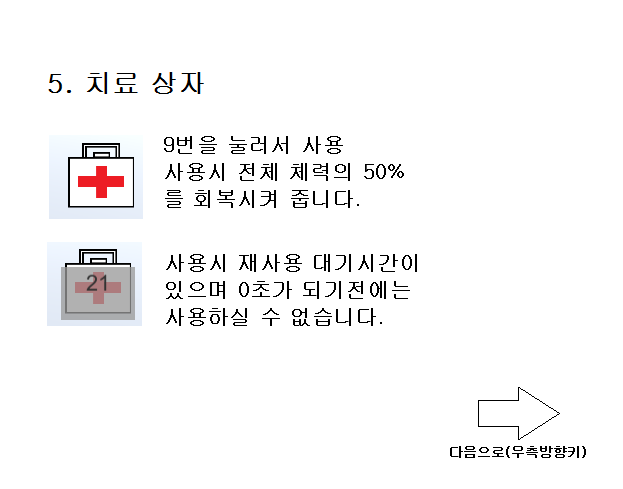 5. 치료 상자
9번을 눌러서 사용
사용시 전체 체력의 50%
를 회복시켜 줍니다.
21
사용시 재사용 대기시간이
있으며 0초가 되기전에는
사용하실 수 없습니다.
다음으로(우측방향키)